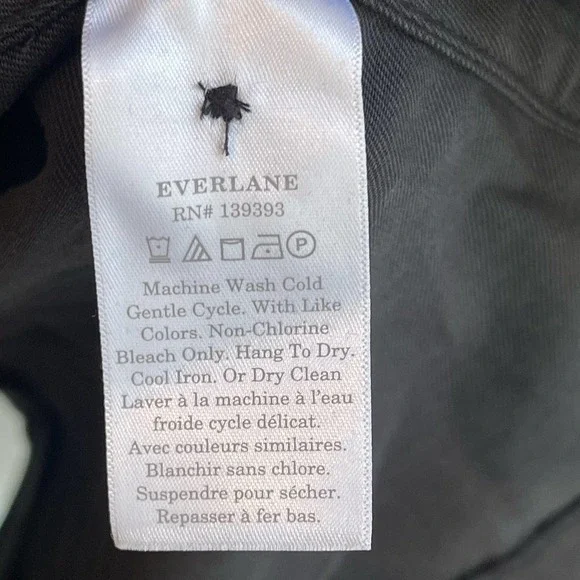 EVERLANE
RN# 139393
P
Machine Wash Cold
Gentle Cycle. With Like
Colors. Non-Chlorine
Bleach Only. Hang To Dry.
Cool Iron. Or Dry Clean
Laver à la machine à l'eau
froide cycle délicat.
Avec couleurs similaires.
Blanchir sans chlore.
Suspendre pour sécher.
Repasser à fer bas.